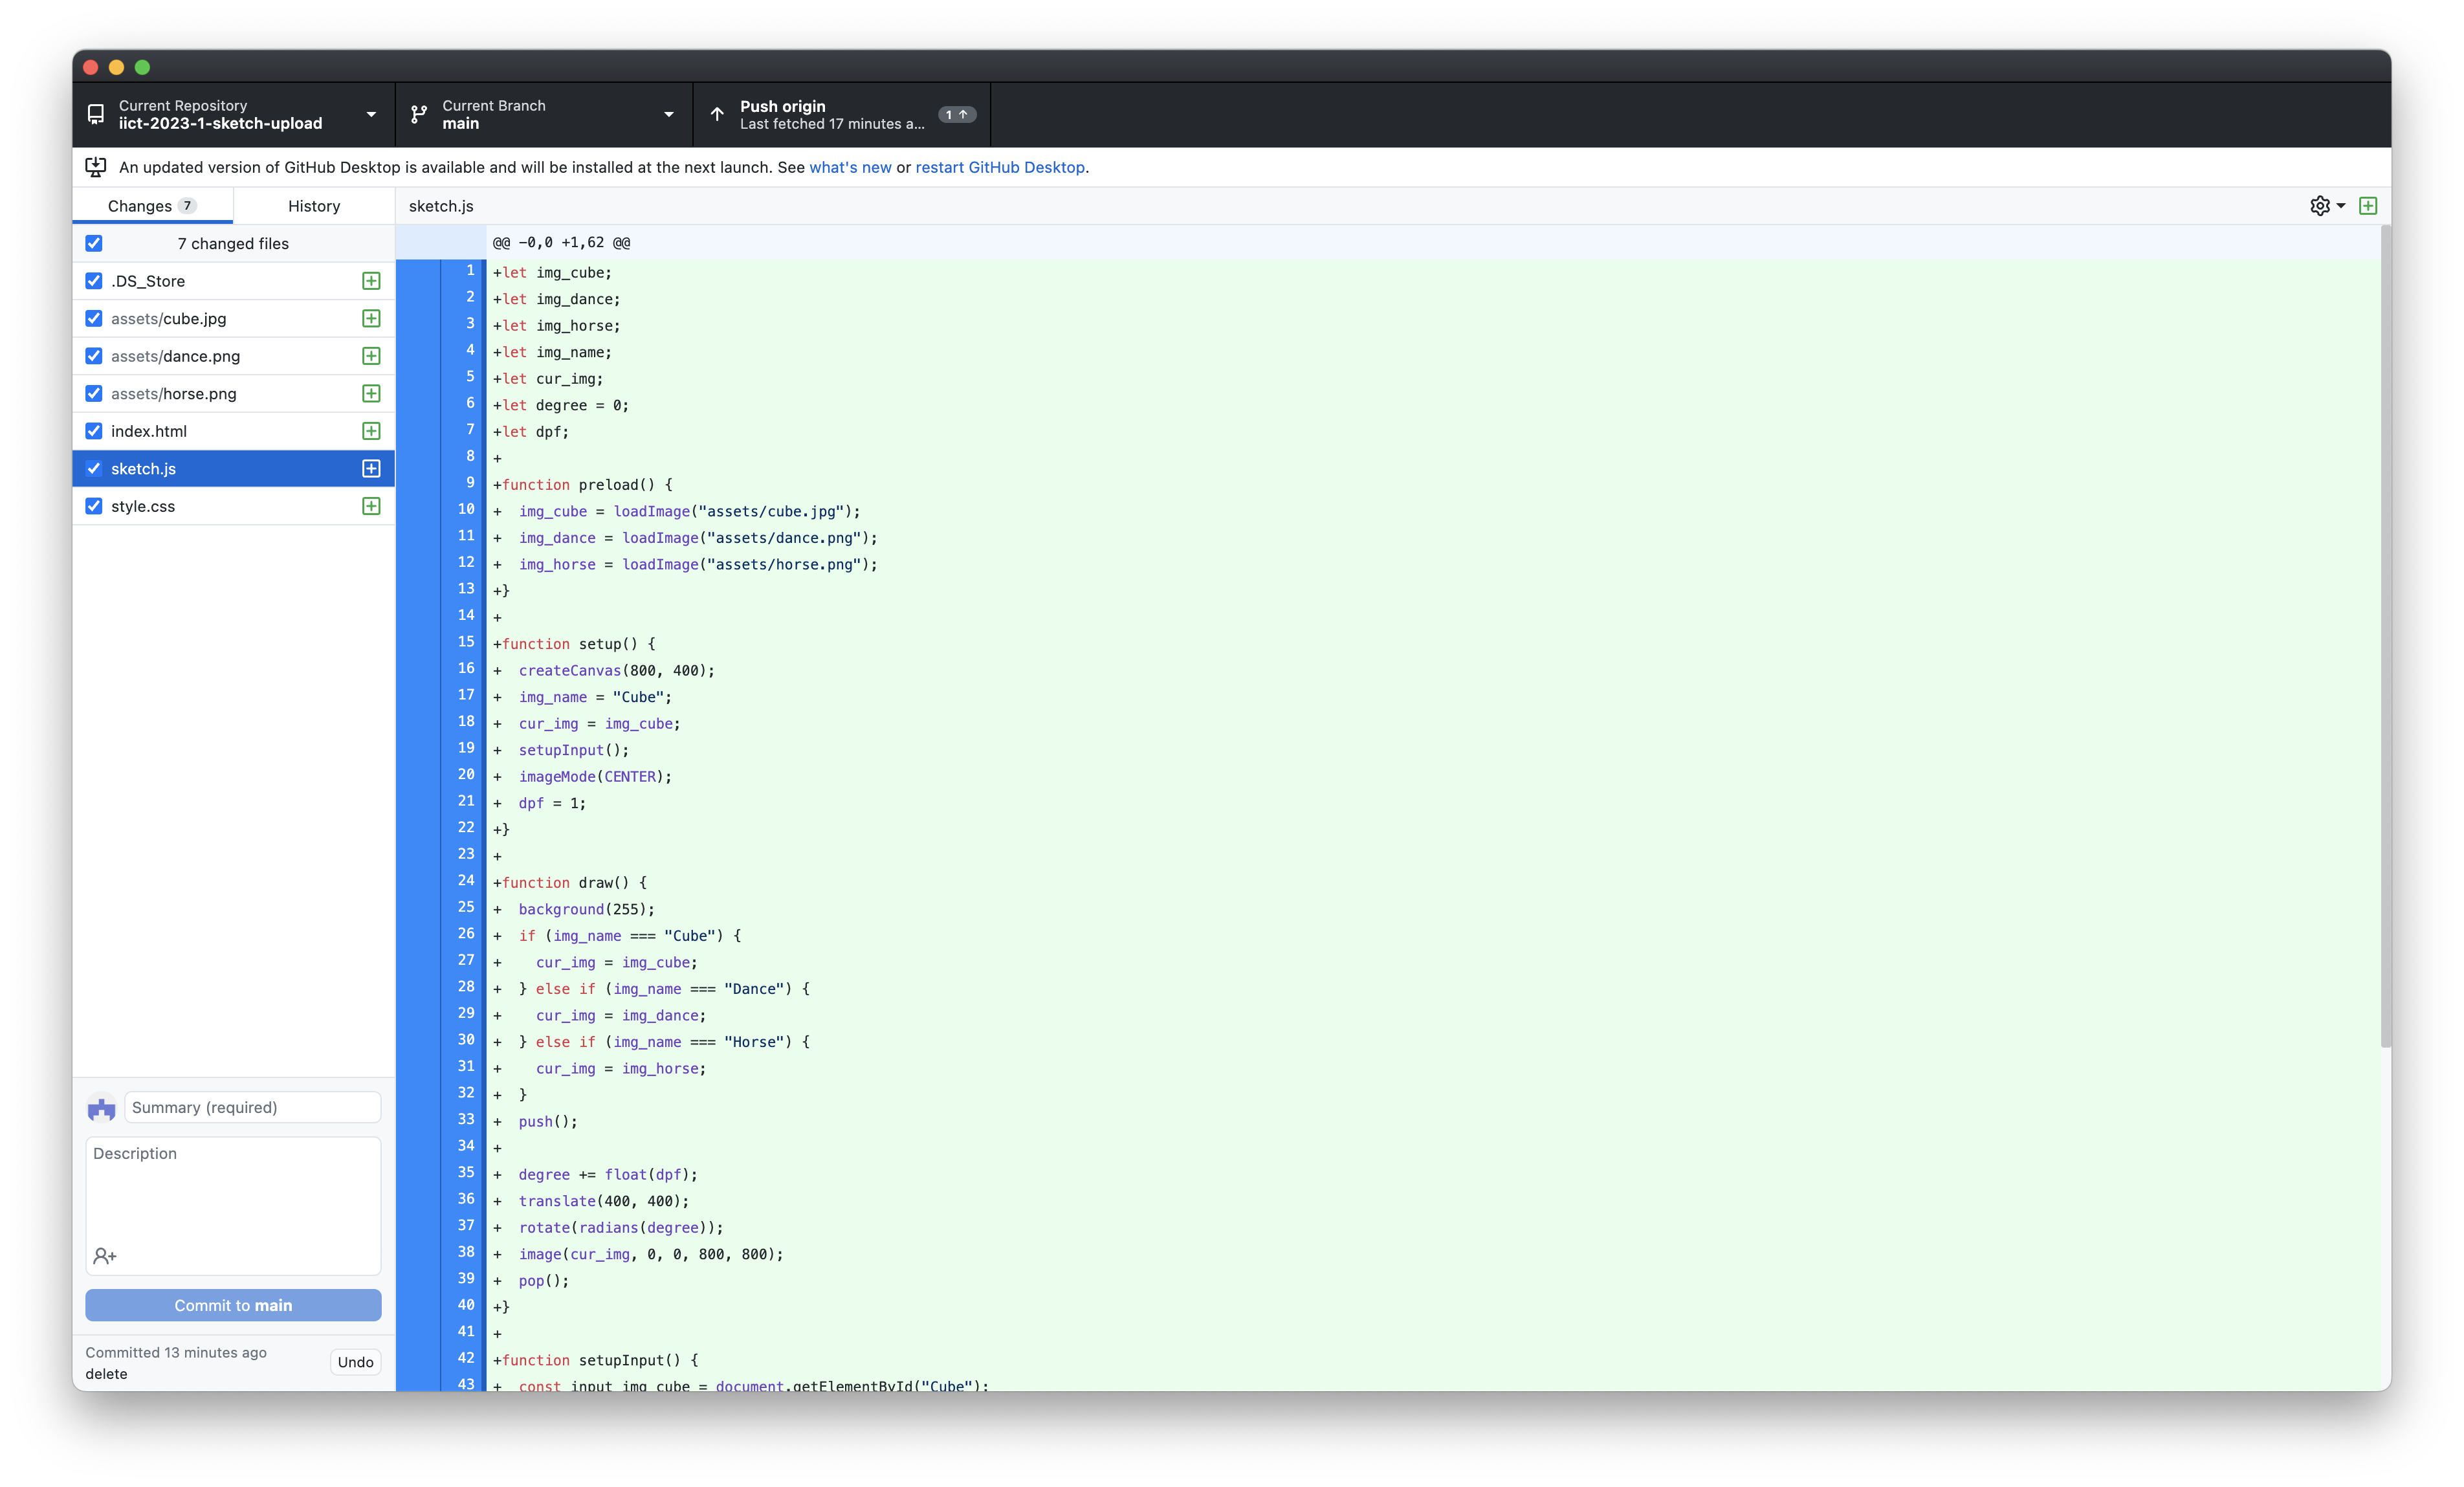 Current Repository
iict-2023-1-sketch-upload
Current Branch
main
Push origin
Last fetched 17 minutes a...
1
An updated version of GitHub Desktop is available and will be installed at the next launch. See what's new or restart GitHub Desktop.
Changes 7
History
sketch.js
7 changed files
.DS_Store
assets/cube.jpg
assets/dance.png
assets/horse.png
index.html
sketch.js
style.css
Summary (required)
Description
Commit to main
Committed 13 minutes ago
delete
Undo
@@ -0,0 +1,62 @@
1 +let img_cube;
2 +let img_dance;
3 +let img_horse;
4 +let img_name;
5 +let cur_img;
6 +let degree = 0;
7 +let dpf;
8 +
9 +function preload() {
10 +  img_cube = loadImage("assets/cube.jpg");
11 +  img_dance = loadImage("assets/dance.png");
12 +  img_horse = loadImage("assets/horse.png");
13 +}
14 +
15 +function setup() {
16 +  createCanvas(800, 400);
17 +  img_name = "Cube";
18 +  cur_img = img_cube;
19 +  setupInput();
20 +  imageMode(CENTER);
21 +  dpf = 1;
22 +}
23 +
24 +function draw() {
25 +  background(255);
26 +  if (img_name === "Cube") {
27 +    cur_img = img_cube;
28 +  } else if (img_name === "Dance") {
29 +    cur_img = img_dance;
30 +  } else if (img_name === "Horse") {
31 +    cur_img = img_horse;
32 +  }
33 +  push();
34 +
35 +  degree += float(dpf);
36 +  translate(400, 400);
37 +  rotate(radians(degree));
38 +  image(cur_img, 0, 0, 800, 800);
39 +  pop();
40 +}
41 +
42 +function setupInput() {
43 +  const input_img_cube = document.getElementById("Cube");